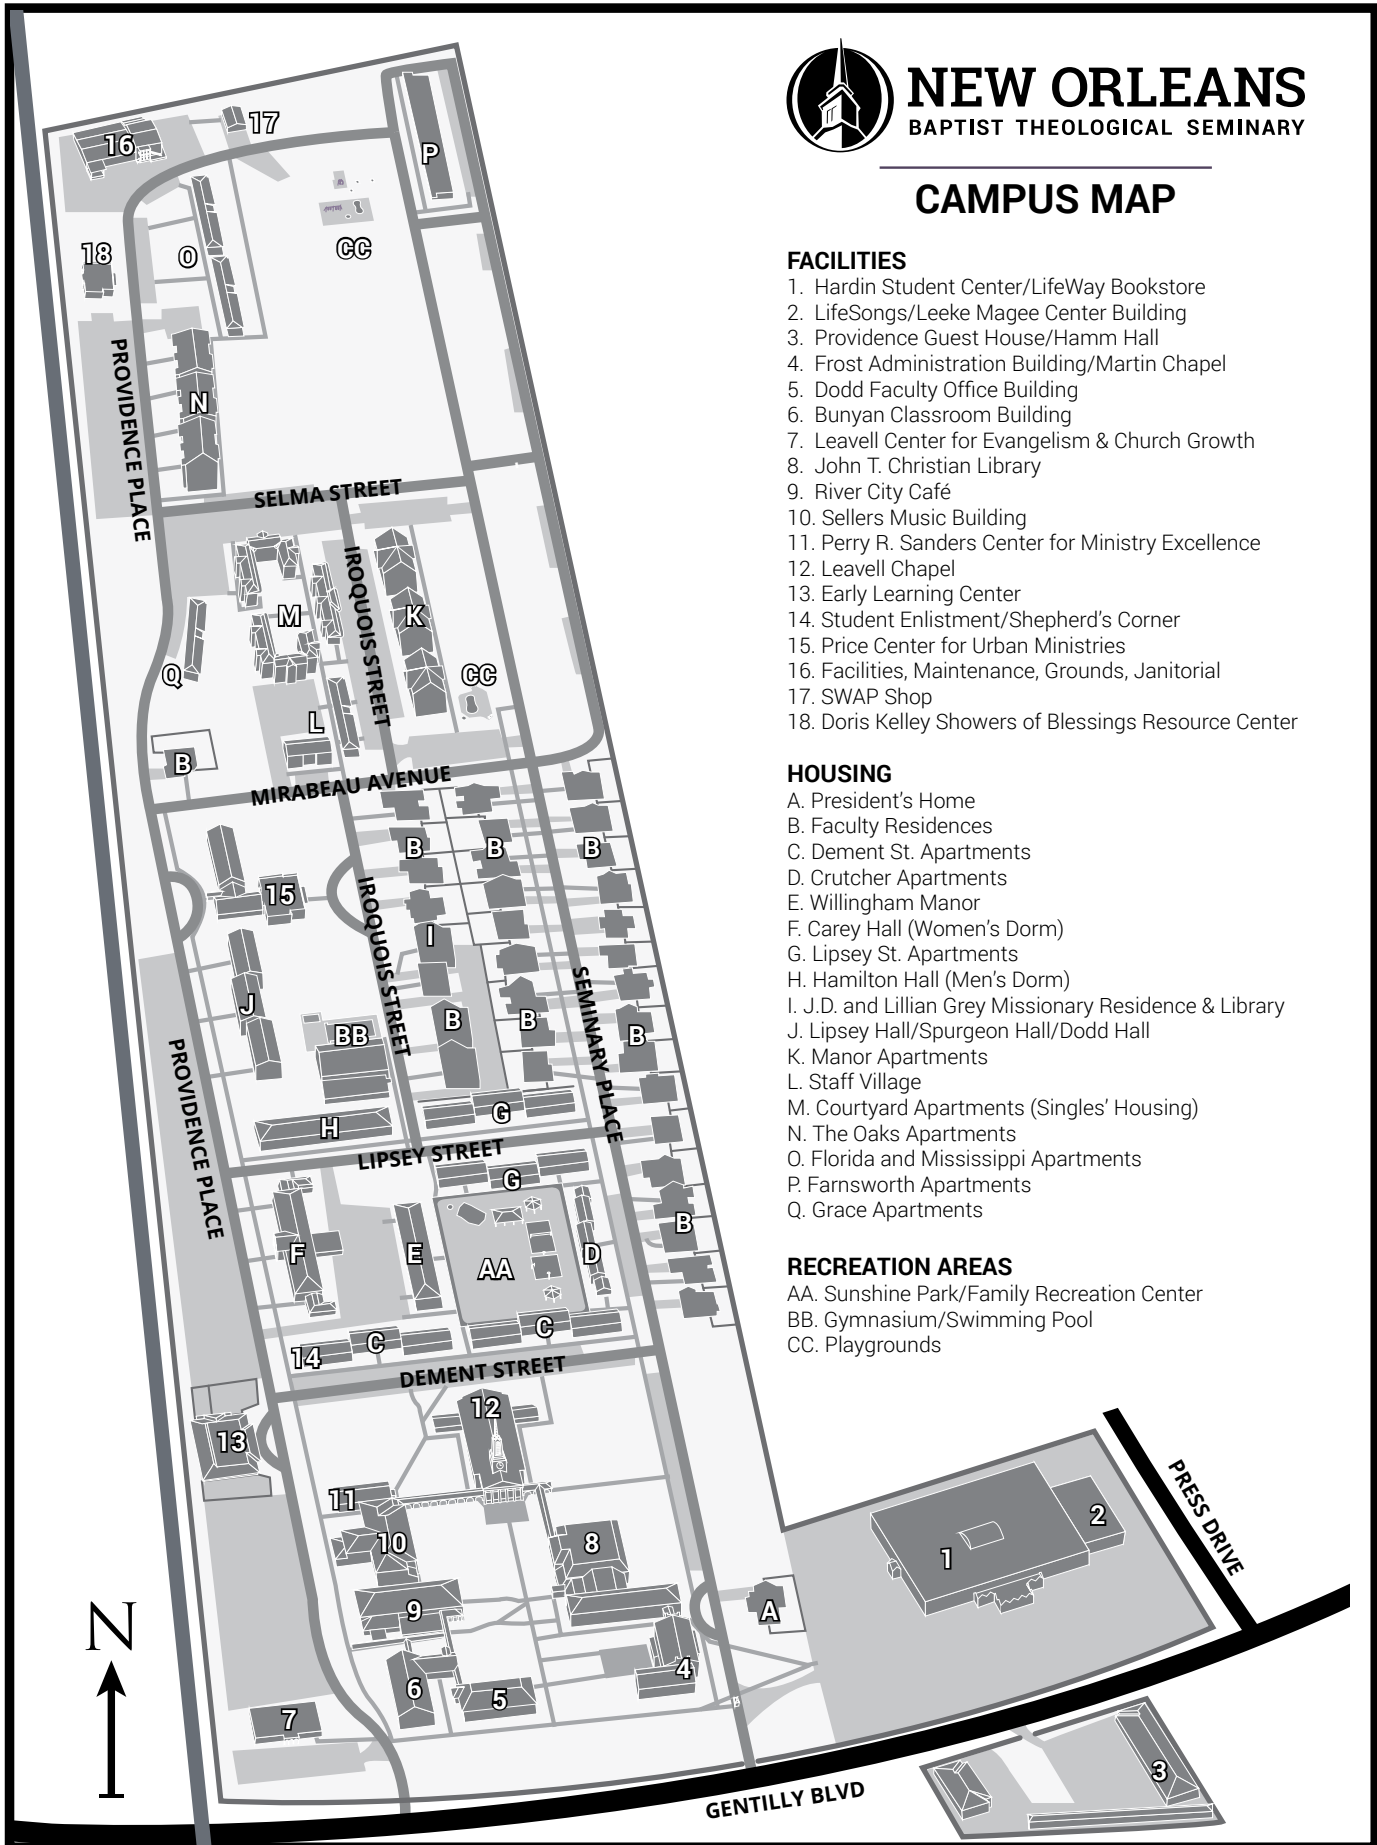 NEW ORLEANS
BAPTIST THEOLOGICAL SEMINARY
CAMPUS MAP
FACILITIES
1. Hardin Student Center/LifeWay Bookstore
2. LifeSongs/Leeke Magee Center Building
3. Providence Guest House/Hamm Hall
4. Frost Administration Building/Martin Chapel
5. Dodd Faculty Office Building
6. Bunyan Classroom Building
7. Leavell Center for Evangelism & Church Growth
8. John T. Christian Library
9. River City Café
10. Sellers Music Building
11. Perry R. Sanders Center for Ministry Excellence
12. Leavell Chapel
13. Early Learning Center
14. Student Enlistment/Shepherd's Corner
15. Price Center for Urban Ministries
16. Facilities, Maintenance, Grounds, Janitorial
17. SWAP Shop
18. Doris Kelley Showers of Blessings Resource Center
HOUSING
A. President's Home
B. Faculty Residences
C. Dement St. Apartments
D. Crutcher Apartments
E. Willingham Manor
F. Carey Hall (Women's Dorm)
G. Lipsey St. Apartments
H. Hamilton Hall (Men's Dorm)
I. J.D. and Lillian Grey Missionary Residence & Library
J. Lipsey Hall/Spurgeon Hall/Dodd Hall
K. Manor Apartments
L. Staff Village
M. Courtyard Apartments (Singles' Housing)
N. The Oaks Apartments
O. Florida and Mississippi Apartments
P. Farnsworth Apartments
Q. Grace Apartments
RECREATION AREAS
AA. Sunshine Park/Family Recreation Center
BB. Gymnasium/Swimming Pool
CC. Playgrounds
17
16
P
18
O
CC
PROVIDENCE PLACE
N
SELMA STREET
IROQUOIS STREET
M
K
Q
CC
L
B
MIRABEAU AVENUE
B
B
B
15
IROQUOIS STREET
I
SEMINARY PLACE
J
B
B
B
BB
PROVIDENCE PLACE
G
H
LIPSEY STREET
G
B
F
E
AA
D
C
C
14
DEMENT STREET
12
13
11
10
8
9
A
6
5
4
7
1
2
PRESS DRIVE
N
3
GENTILLY BLVD